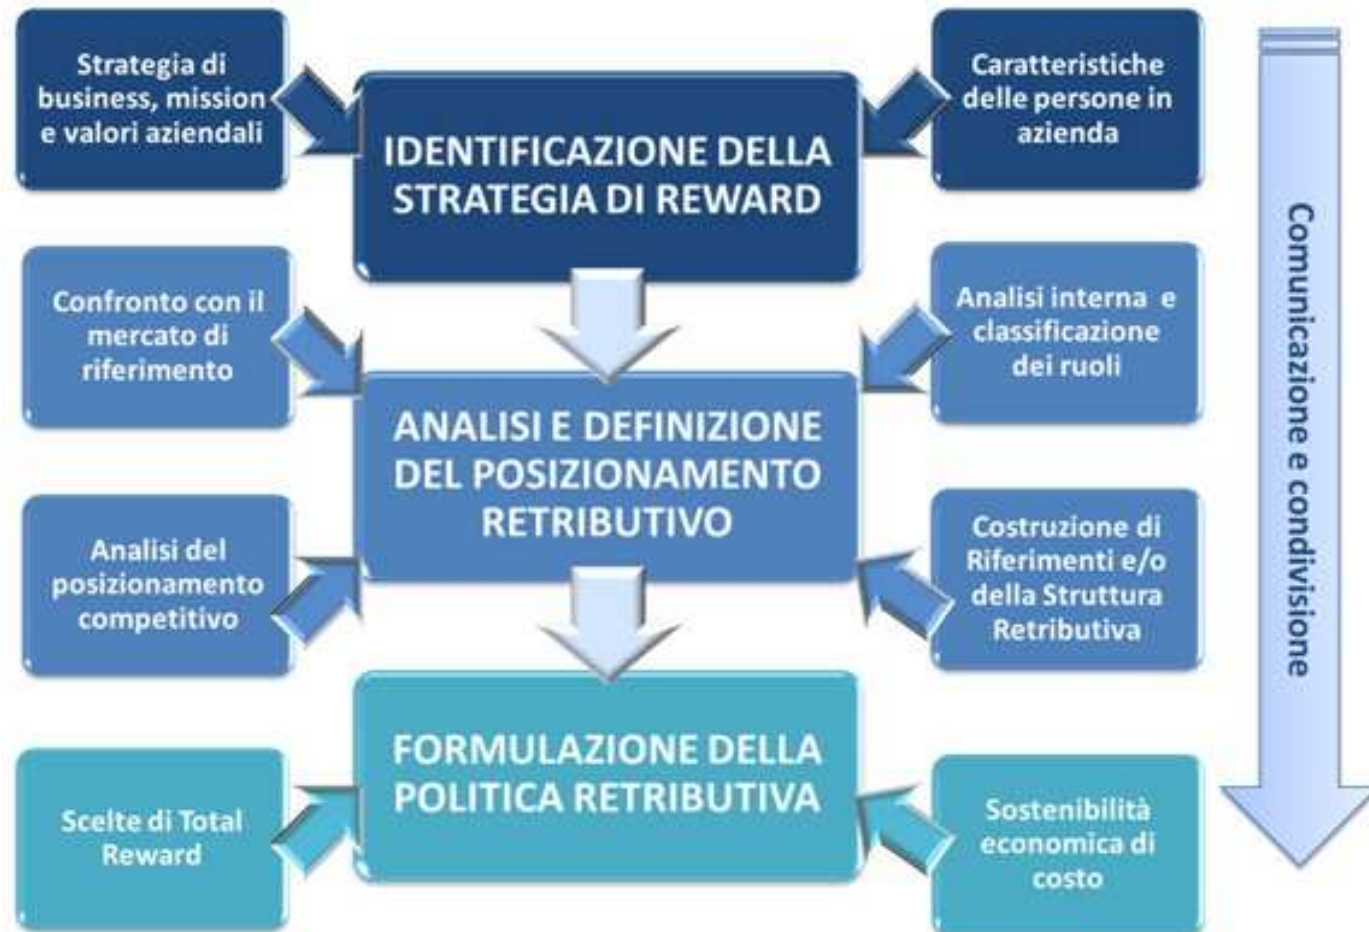 Strategia di
business, mission
e valori aziendali
IDENTIFICAZIONE DELLA
STRATEGIA DI REWARD
Caratteristiche
delle persone in
azienda
Confronto con il
mercato di
riferimento
Analisi interna e
classificazione
dei ruoli
ANALISI E DEFINIZIONE
DEL POSIZIONAMENTO
RETRIBUTIVO
Analisi del
posizionamento
competitivo
Costruzione di
Riferimenti e/o
della Struttura
Retributiva
FORMULAZIONE DELLA
POLITICA RETRIBUTIVA
Scelte di Total
Reward
Sostenibilità
economica di
costo
Comunicazione e condivisione